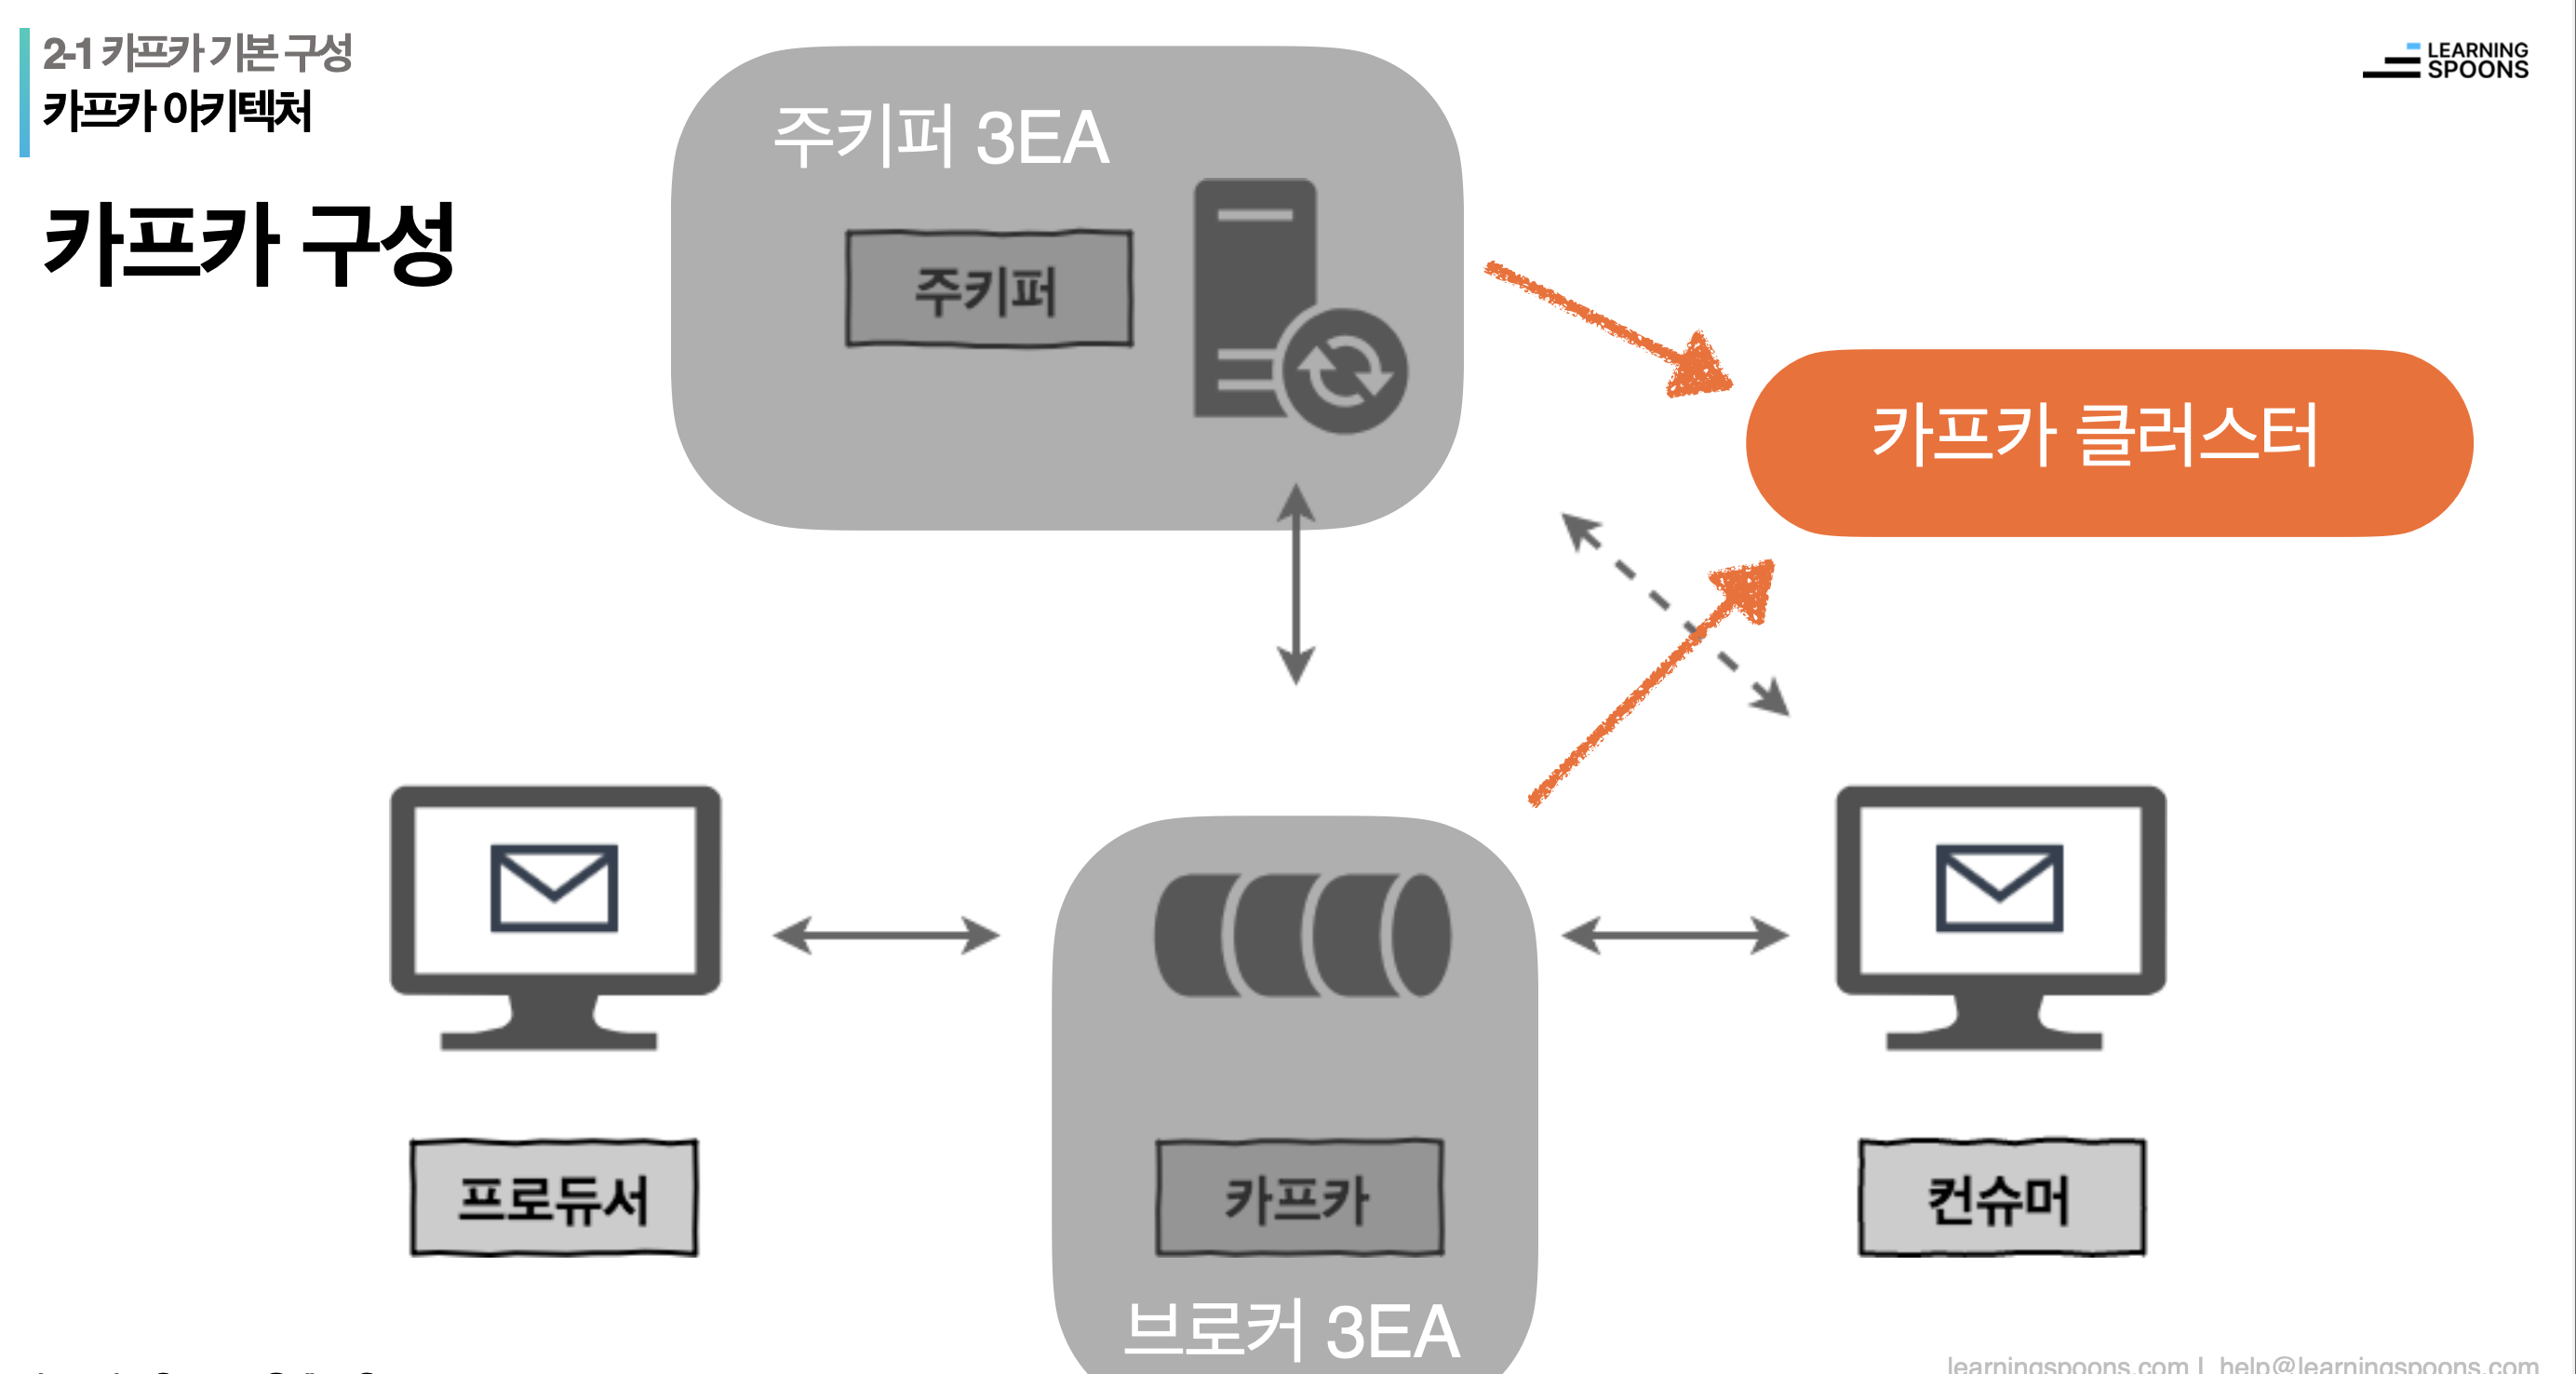 2-1 카프카 기본 구성
카프카 아키텍처
LEARNING
SPOONS
카프카 구성
주키퍼 3EA
주키퍼
카프카 클러스터
프로듀서
카프카
컨슈머
브로커 3EA
learningspoons.com | help@learningspoons.com